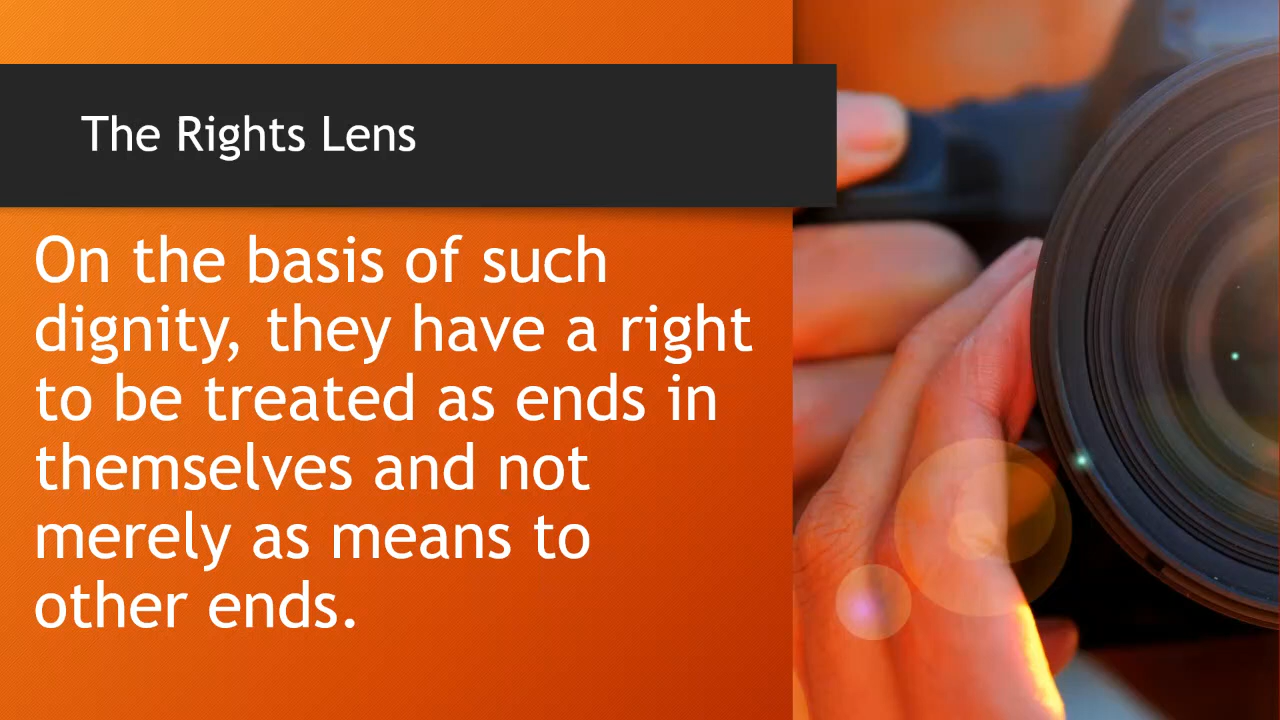 The Rights Lens
On the basis of such
dignity, they have a right
to be treated as ends in
themselves and not
merely as means to
other ends.